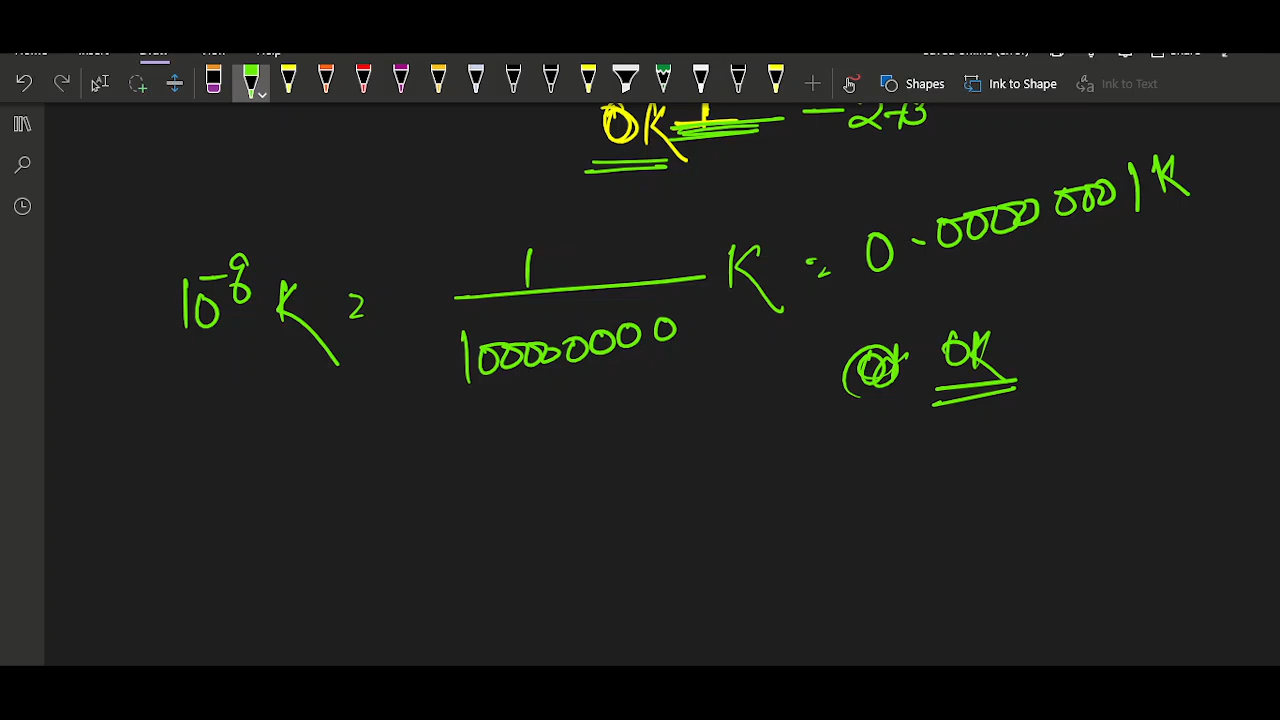 Shapes Ink to Shape Ink to Text
0K - 273
10⁻⁸ K = 1/100000000 K = 0.00000001 K
0K